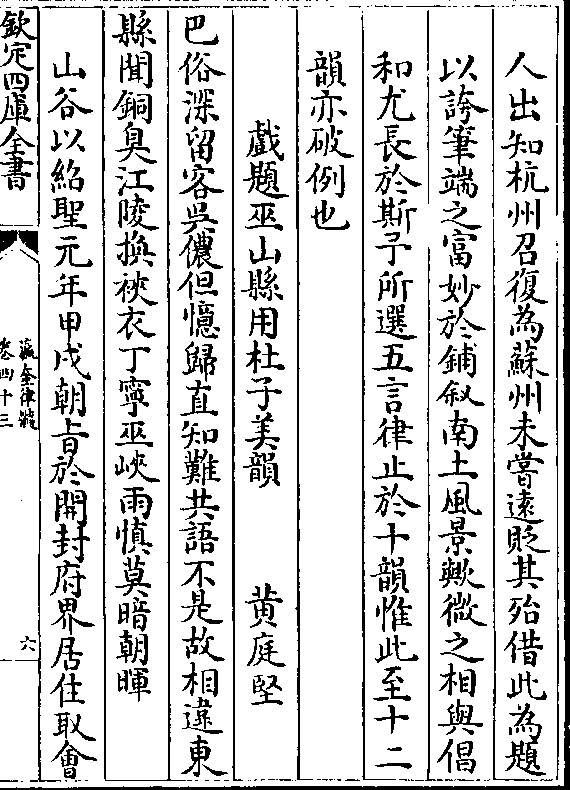 人出知杭州召復為蘇州未嘗遠貶其殆借此為題
以誇筆端之富妙於鋪叙南土風景歟微之相與倡
和尤長於斯予所選五言律止於十韻惟此至十二
韻亦破例也
戲題巫山縣用杜子美韻　黄庭堅
巴俗深留客吳儂但憶歸直知難共語不是故相違東
縣聞銅臭江陵換裌衣丁寧巫峽雨慎莫暗朝暉
山谷以紹聖元年甲戌朝㫖於開封府界居住取㑹
欽定四庫全書
瀛奎律髓
卷四十三
六